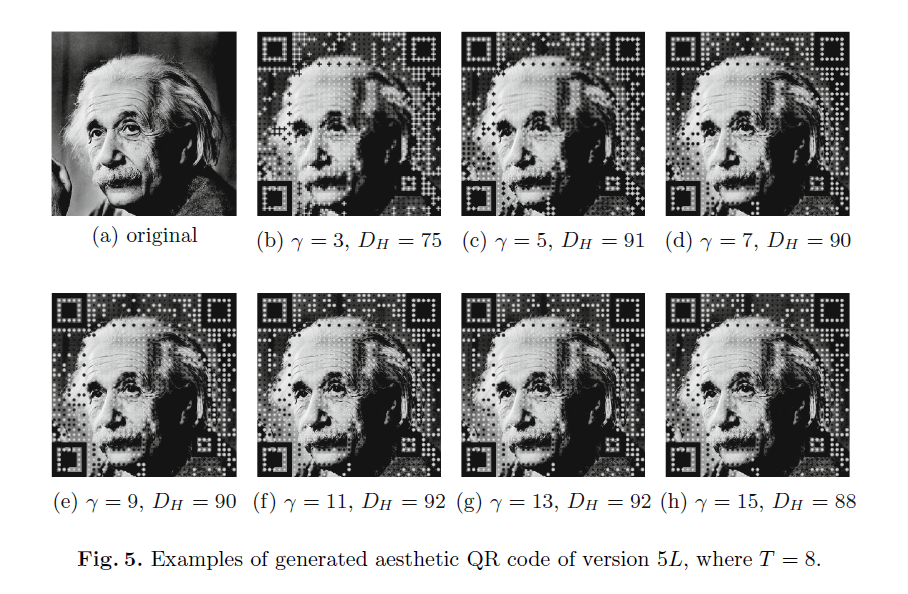 (a) original
(b) γ = 3, D_H = 75
(c) γ = 5, D_H = 91
(d) γ = 7, D_H = 90
(e) γ = 9, D_H = 90
(f) γ = 11, D_H = 92
(g) γ = 13, D_H = 92
(h) γ = 15, D_H = 88
Fig. 5. Examples of generated aesthetic QR code of version 5L, where T = 8.